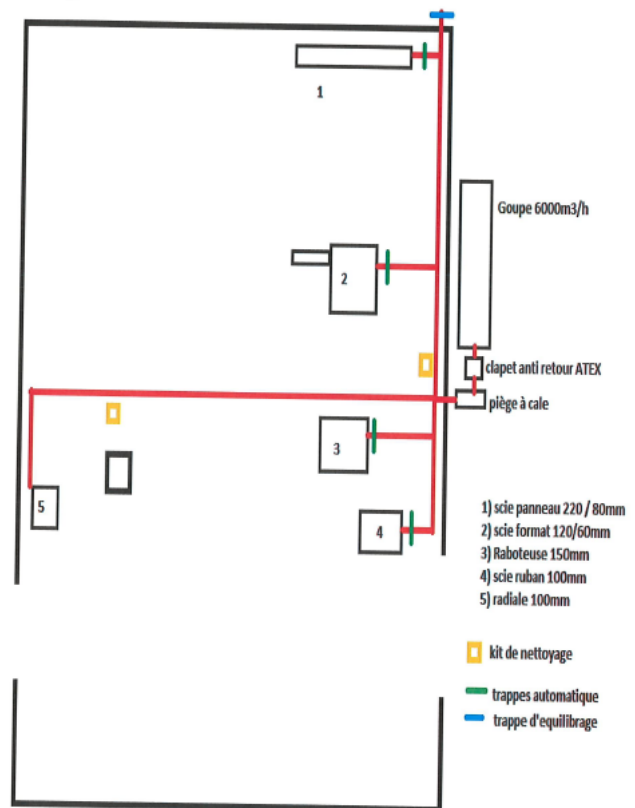 1
Goupe 6000m3/h
2
clapet anti retour ATEX
piège à cale
3
5
4
1) scie panneau 220 / 80mm
2) scie format 120/60mm
3) Raboteuse 150mm
4) scie ruban 100mm
5) radiale 100mm
kit de nettoyage
trappes automatique
trappe d'equilibrage